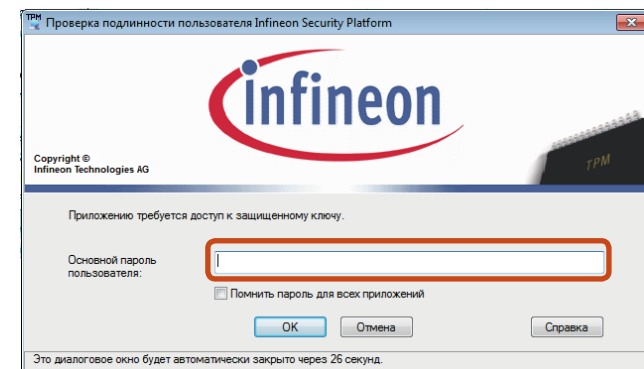 TPM Проверка подлинности пользователя Infineon Security Platform
infineon
Copyright ©
Infineon Technologies AG
TPM
Приложению требуется доступ к защищенному ключу.
Основной пароль
пользователя:
Помнить пароль для всех приложений
OK Отмена Справка
Это диалоговое окно будет автоматически закрыто через 26 секунд.